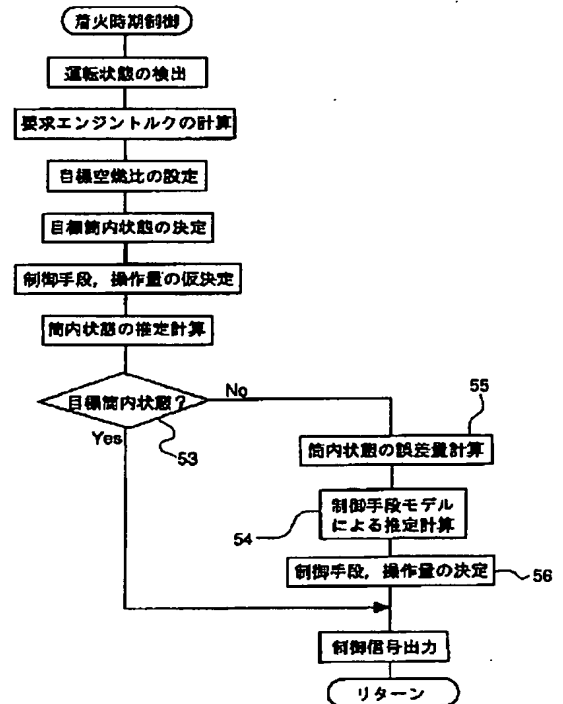 着火時期制御
運転状態の検出
要求エンジントルクの計算
目標空燃比の設定
目標筒内状態の決定
制御手段，操作量の仮決定
筒内状態の推定計算
目標筒内状態？
No
Yes
53
55
筒内状態の誤差量計算
制御手段モデル
による推定計算
54
制御手段，操作量の決定
56
制御信号出力
リターン